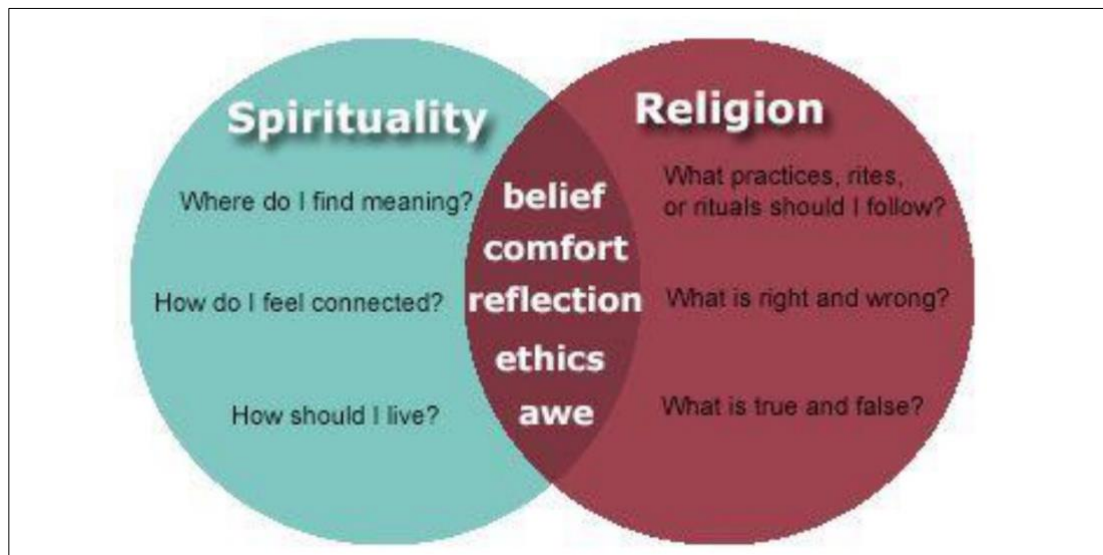 Spirituality
Where do I find meaning?
How do I feel connected?
How should I live?
belief
comfort
reflection
ethics
awe
Religion
What practices, rites,
or rituals should I follow?
What is right and wrong?
What is true and false?